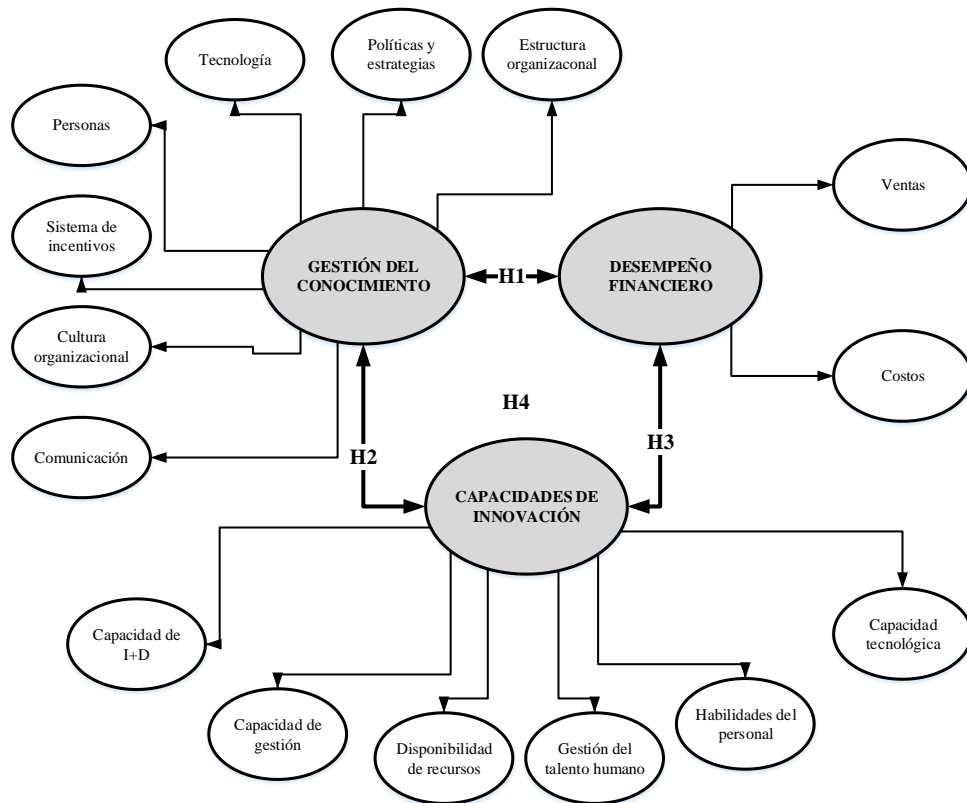 Políticas y
estrategias
Estructura
organizaconal
Tecnología
Personas
Ventas
Sistema de
incentivos
GESTIÓN DEL
CONOCIMIENTO
H1
DESEMPEÑO
FINANCIERO
Cultura
organizacional
Costos
H4
Comunicación
H2
H3
CAPACIDADES DE
INNOVACIÓN
Capacidad de
I+D
Capacidad
tecnológica
Capacidad de
gestión
Disponibilidad
de recursos
Gestión del
talento humano
Habilidades del
personal